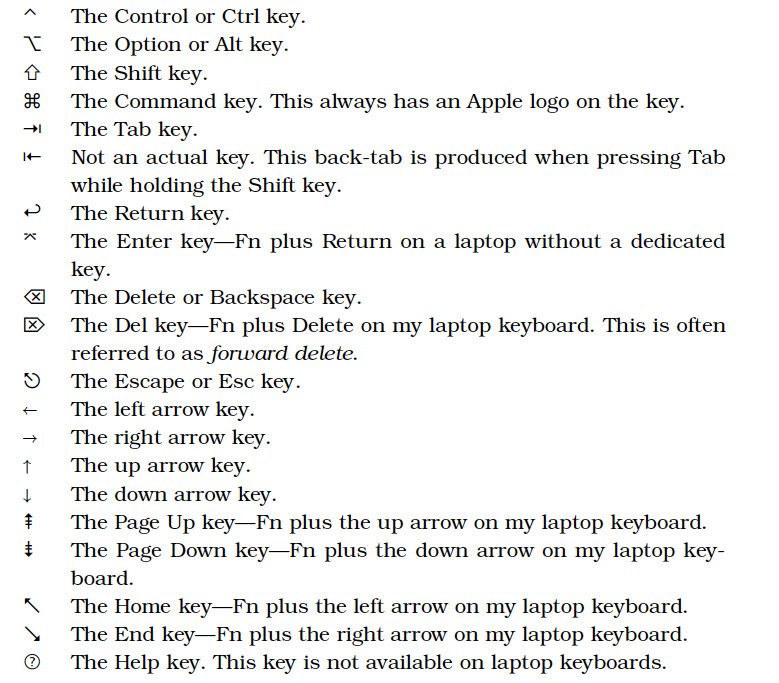 ^ The Control or Ctrl key.
⌥ The Option or Alt key.
⇧ The Shift key.
⌘ The Command key. This always has an Apple logo on the key.
⇥ The Tab key.
⇤ Not an actual key. This back-tab is produced when pressing Tab
while holding the Shift key.
↩ The Return key.
⌤ The Enter key—Fn plus Return on a laptop without a dedicated
key.
⌫ The Delete or Backspace key.
⌦ The Del key—Fn plus Delete on my laptop keyboard. This is often
referred to as forward delete.
⎋ The Escape or Esc key.
← The left arrow key.
→ The right arrow key.
↑ The up arrow key.
↓ The down arrow key.
⇞ The Page Up key—Fn plus the up arrow on my laptop keyboard.
⇟ The Page Down key—Fn plus the down arrow on my laptop key-
board.
↖ The Home key—Fn plus the left arrow on my laptop keyboard.
↘ The End key—Fn plus the right arrow on my laptop keyboard.
? The Help key. This key is not available on laptop keyboards.